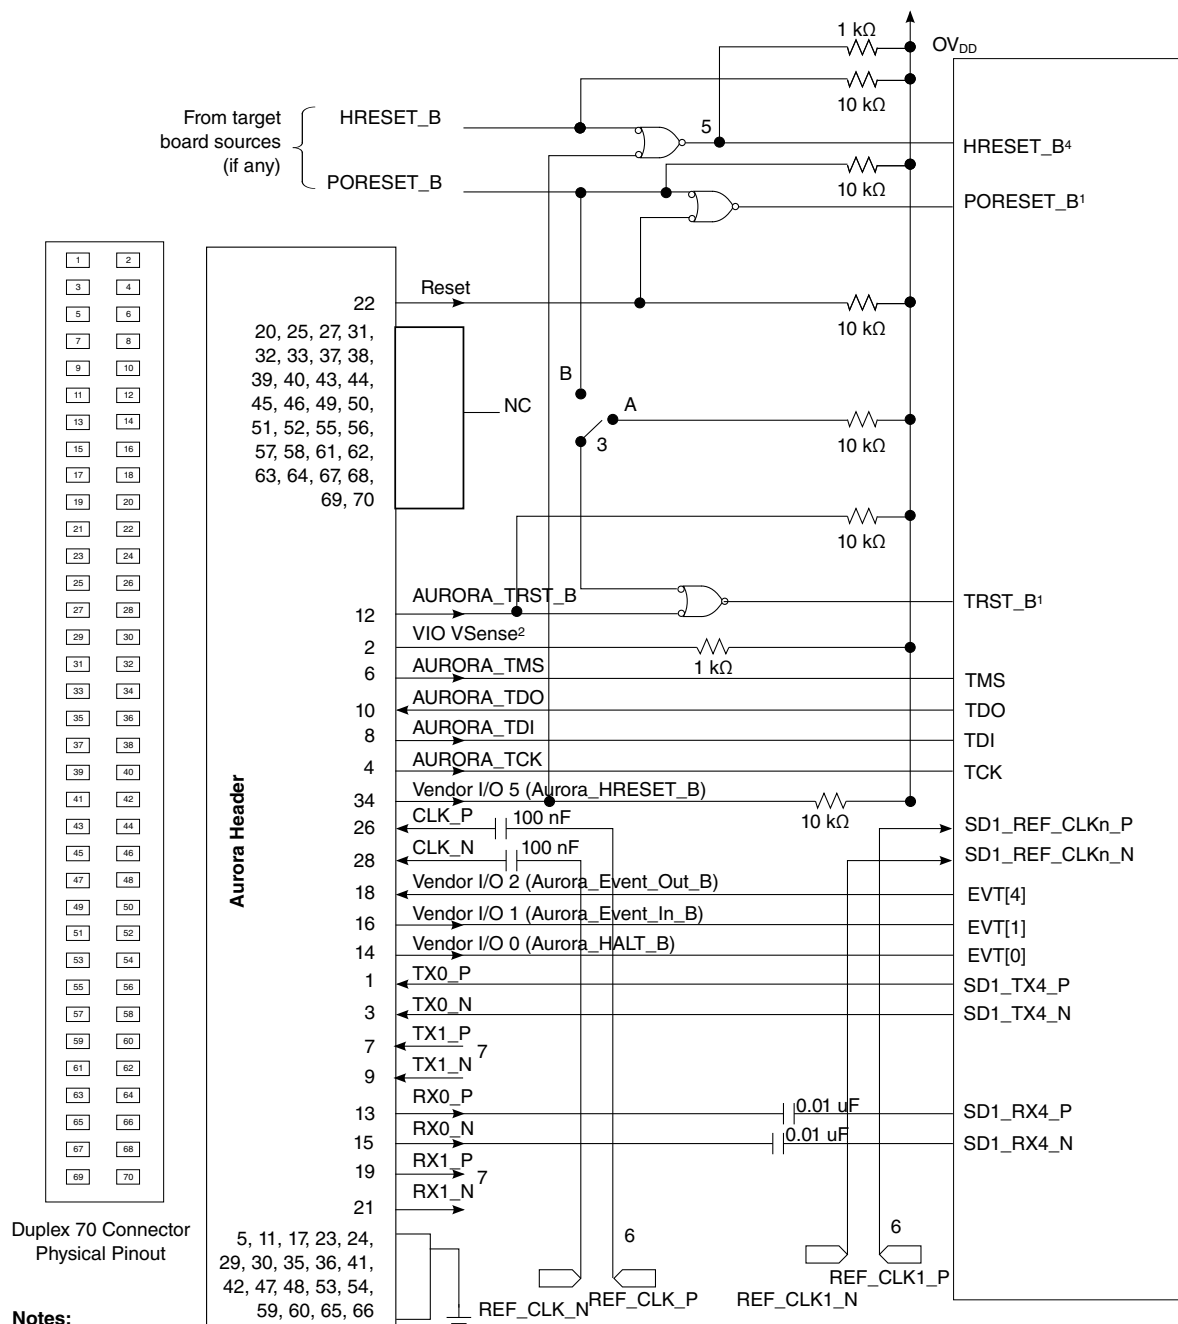 1 kΩ
OVDD
10 kΩ
From target
board sources
(if any)
HRESET_B
PORESET_B
5
HRESET_B4
10 kΩ
PORESET_B1
1 2
3 4
5 6
7 8
9 10
11 12
13 14
15 16
17 18
19 20
21 22
23 24
25 26
27 28
29 30
31 32
33 34
35 36
37 38
39 40
41 42
43 44
45 46
47 48
49 50
51 52
53 54
55 56
57 58
59 60
61 62
63 64
65 66
67 68
69 70
Duplex 70 Connector
Physical Pinout
Aurora Header
22
Reset
10 kΩ
20, 25, 27, 31,
32, 33, 37, 38,
39, 40, 43, 44,
45, 46, 49, 50,
51, 52, 55, 56,
57, 58, 61, 62,
63, 64, 67, 68,
69, 70
NC
B
A
3
10 kΩ
10 kΩ
12
AURORA_TRST_B
TRST_B1
2
VIO VSense2
1 kΩ
6
AURORA_TMS
TMS
10
AURORA_TDO
TDO
8
AURORA_TDI
TDI
4
AURORA_TCK
TCK
34
Vendor I/O 5 (Aurora_HRESET_B)
10 kΩ
26
CLK_P
100 nF
SD1_REF_CLKn_P
28
CLK_N
100 nF
SD1_REF_CLKn_N
18
Vendor I/O 2 (Aurora_Event_Out_B)
EVT[4]
16
Vendor I/O 1 (Aurora_Event_In_B)
EVT[1]
14
Vendor I/O 0 (Aurora_HALT_B)
EVT[0]
1
TX0_P
SD1_TX4_P
3
TX0_N
SD1_TX4_N
7
TX1_P
7
9
TX1_N
13
RX0_P
0.01 uF
SD1_RX4_P
15
RX0_N
0.01 uF
SD1_RX4_N
19
RX1_P
7
21
RX1_N
5, 11, 17, 23, 24,
29, 30, 35, 36, 41,
42, 47, 48, 53, 54,
59, 60, 65, 66
6
6
REF_CLK_N
REF_CLK_P
REF_CLK1_N
REF_CLK1_P
Notes: